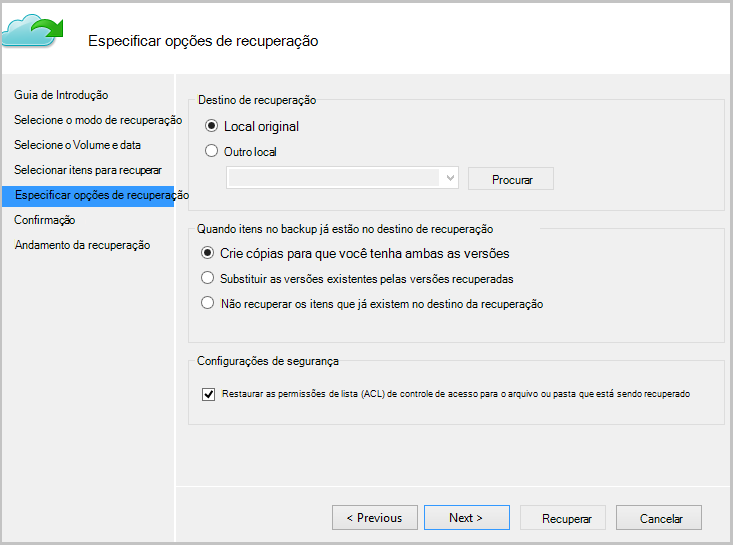 Especificar opções de recuperação
Guia de Introdução
Selecione o modo de recuperação
Selecione o Volume e data
Selecionar itens para recuperar
Especificar opções de recuperação
Confirmação
Andamento da recuperação
Destino de recuperação
Local original
Outro local
Procurar
Quando itens no backup já estão no destino de recuperação
Crie cópias para que você tenha ambas as versões
Substituir as versões existentes pelas versões recuperadas
Não recuperar os itens que já existem no destino da recuperação
Configurações de segurança
Restaurar as permissões de lista (ACL) de controle de acesso para o arquivo ou pasta que está sendo recuperado
< Previous
Next >
Recuperar
Cancelar